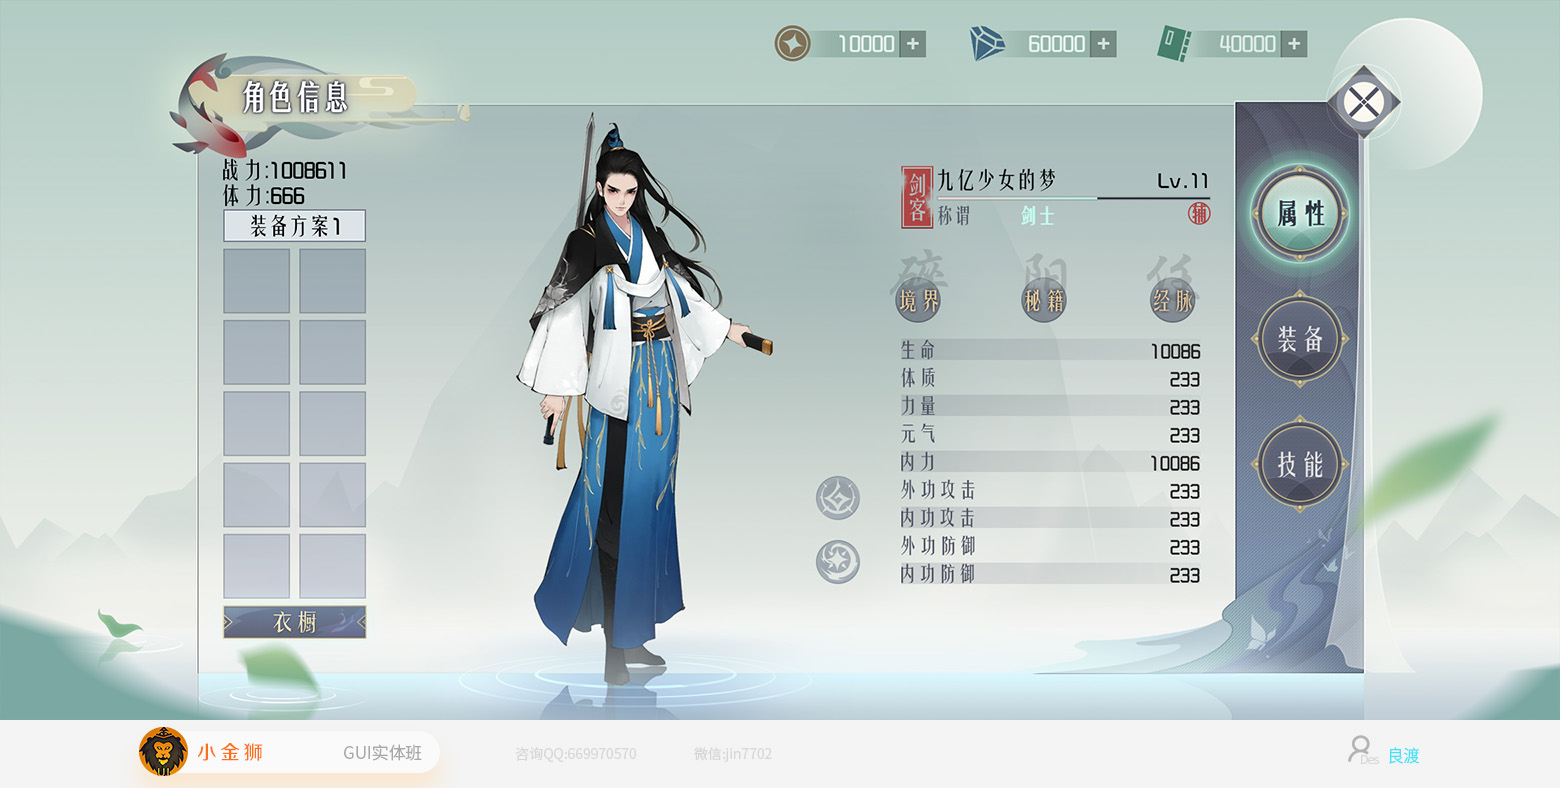 10000
60000
40000
角色信息
战力:1008611
体力:666
装备方案1
衣橱
剑客
九亿少女的梦
Lv.11
称谓
剑士
捕
碎
阳
任
境界
秘籍
经脉
生命 10086
体质 233
力量 233
元气 233
内力 10086
外功攻击 233
内功攻击 233
外功防御 233
内功防御 233
属性
装备
技能
小金狮
GUI实体班
咨询QQ:669970570
微信:jin7702
Des
良渡